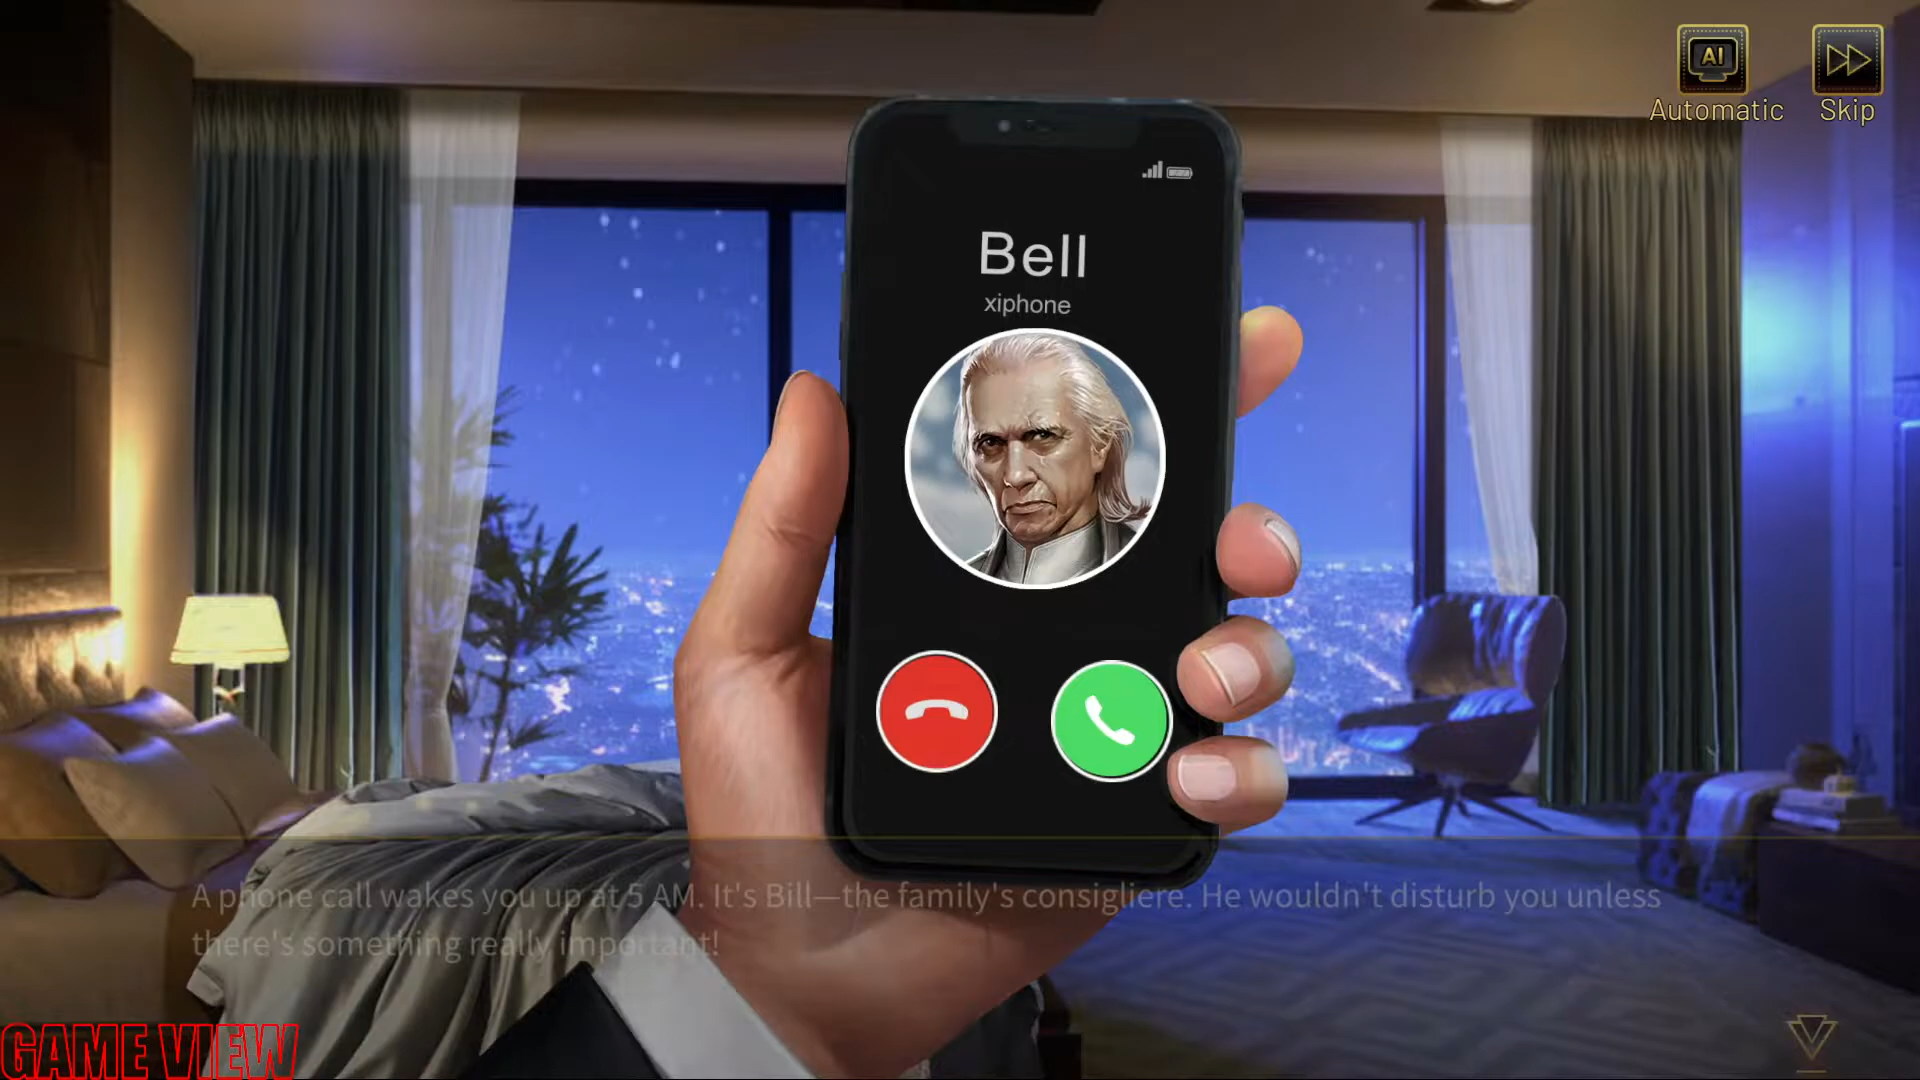 AI
Automatic
Skip
Bell
xiphone
A phone call wakes you up at 5 AM. It's Bill—the family's consigliere. He wouldn't disturb you unless
there's something really important!
GAME VIEW